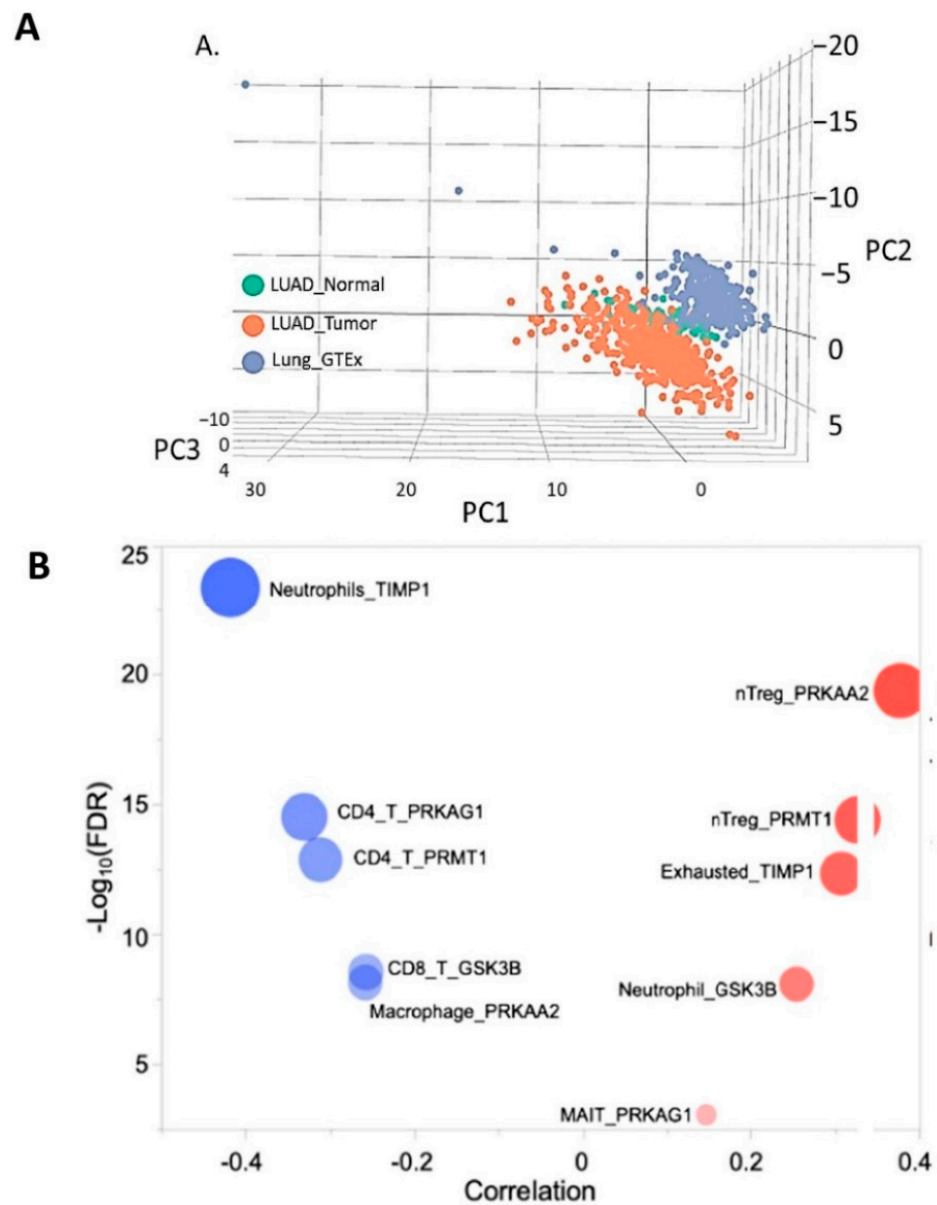 A
A.
−20
−15
−10
PC2
−5
LUAD_Normal
LUAD_Tumor
0
Lung_GTEx
5
−10
PC3 0
4
30 20 10 0
PC1
B
25
Neutrophils_TIMP1
20
nTreg_PRKAA2
15
CD4_T_PRKAG1
nTreg_PRMT1
CD4_T_PRMT1
Exhausted_TIMP1
-Log10(FDR)
10
CD8_T_GSK3B
Neutrophil_GSK3B
Macrophage_PRKAA2
5
MAIT_PRKAG1
-0.4 -0.2 0 0.2 0.4
Correlation